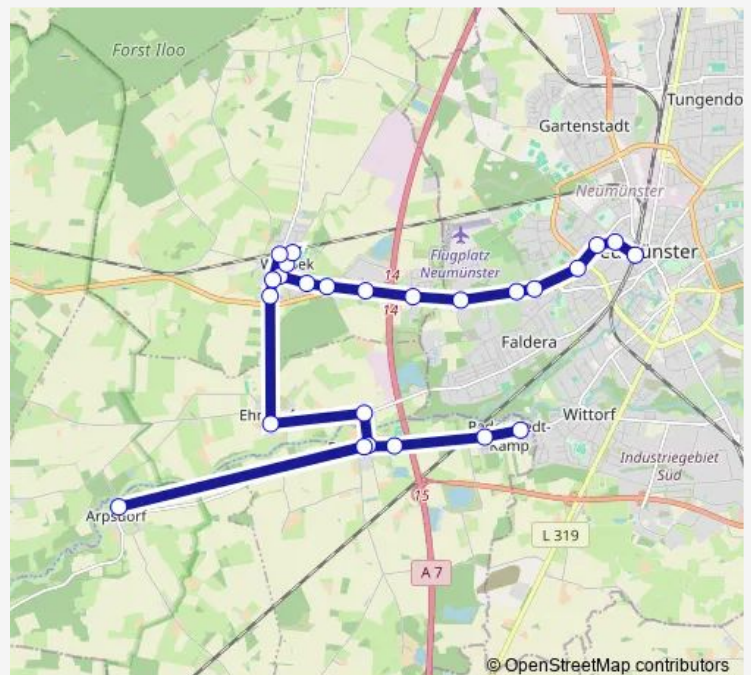 Forst Iloo
Tungendo
Gartenstadt
Neumünster
Flugplatz
Neumünster
14
14
Faldera
Wittorf
Kamp
Industriegebiet
Süd
Arpsdorf
15
L 319
A 7
© OpenStreetMap contributors